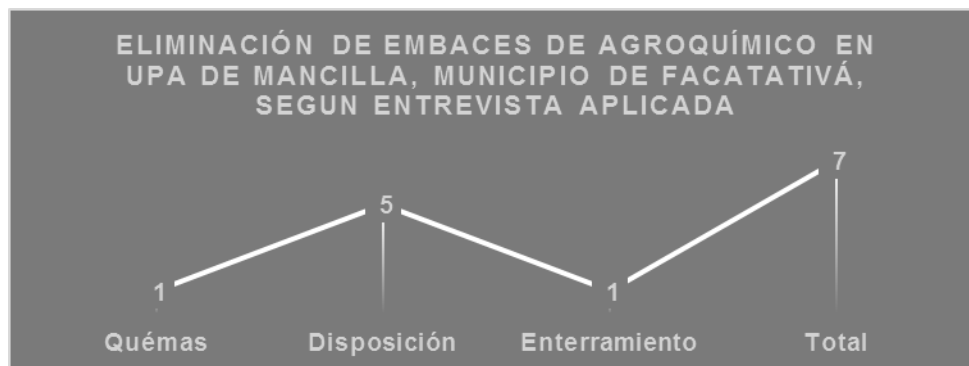 ELIMINACIÓN DE EMBACES DE AGROQUÍMICO EN
UPA DE MANCILLA, MUNICIPIO DE FACATATIVÁ,
SEGUN ENTREVISTA APLICADA
7
5
1
1
Quémas
Disposición
Enterramiento
Total